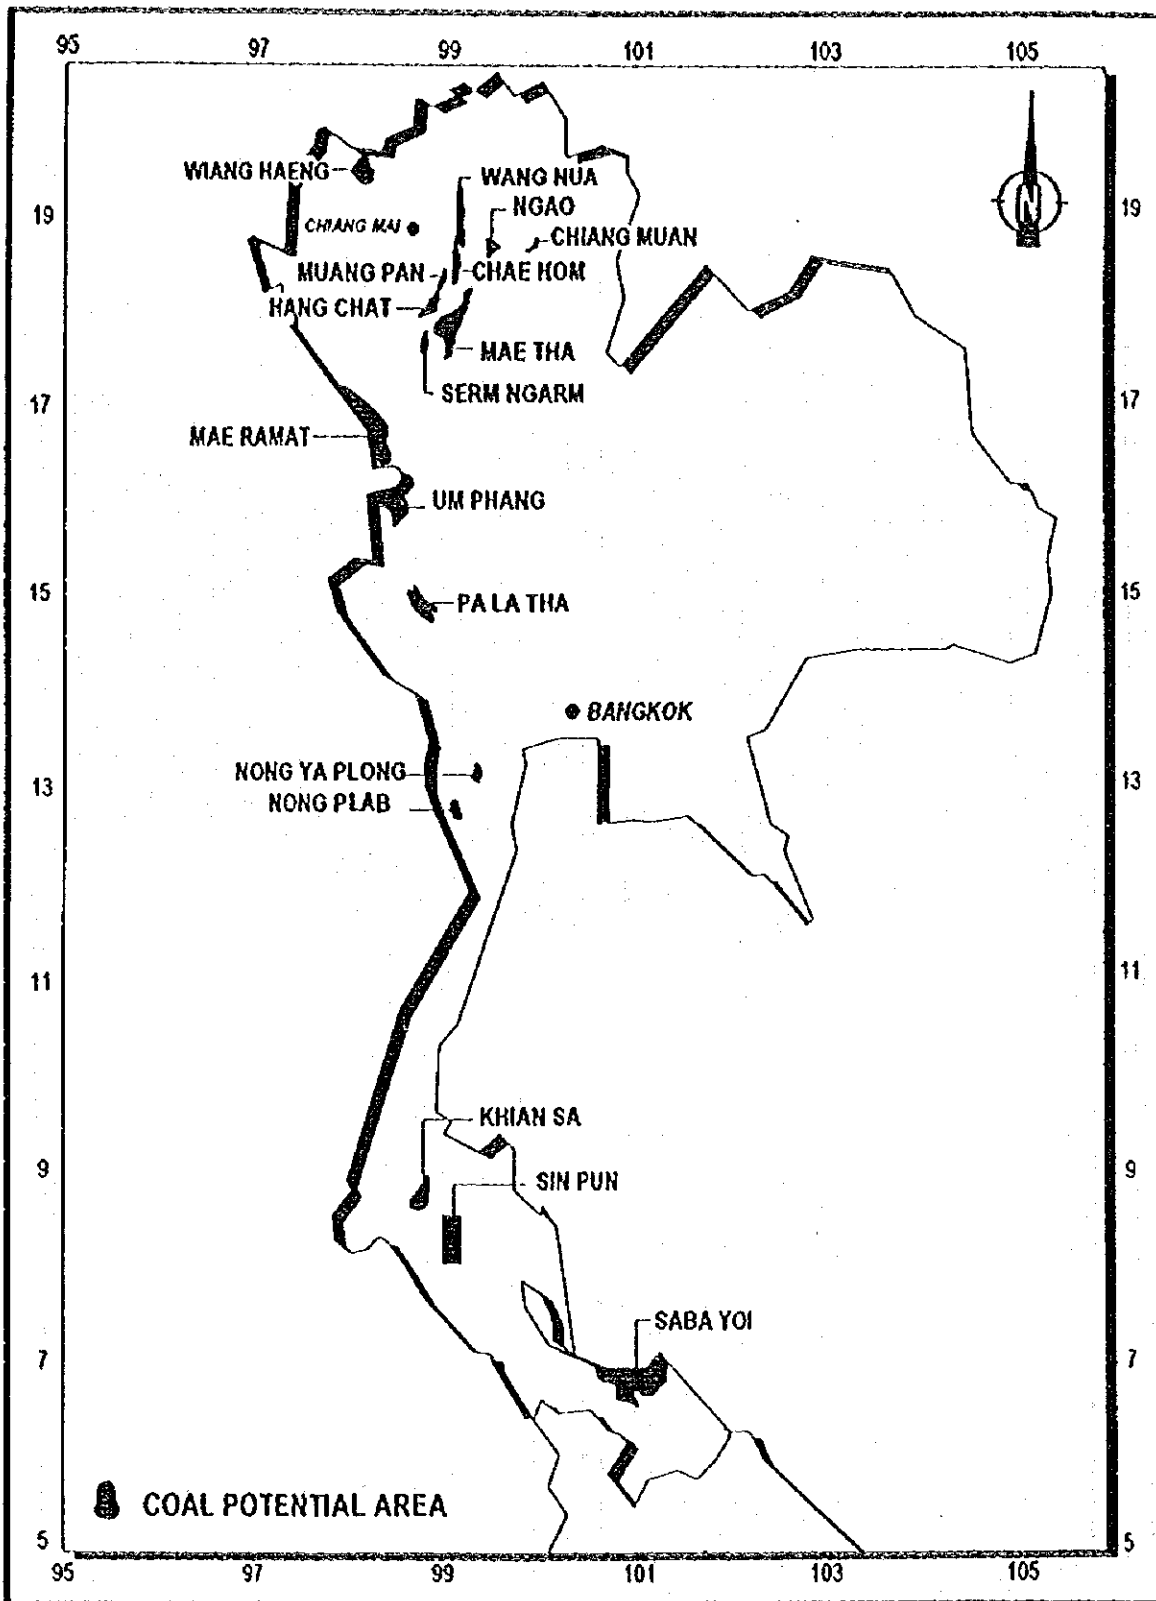 95 97 99 101 103 105
WIANG HAENG
WANG NUA
19
NGAO
19
CHIANG MAI
CHIANG MUAN
MUANG PAN
CHAE HOM
HANG CHAT
MAE THA
SERM NGARM
17
17
MAE RAMAT
UM PHANG
15
15
PA LA THA
BANGKOK
NONG YA PLONG
13
13
NONG PLAB
11
11
KHIAN SA
9
9
SIN PUN
SABA YOI
7
7
COAL POTENTIAL AREA
5
5
95 97 99 101 103 105